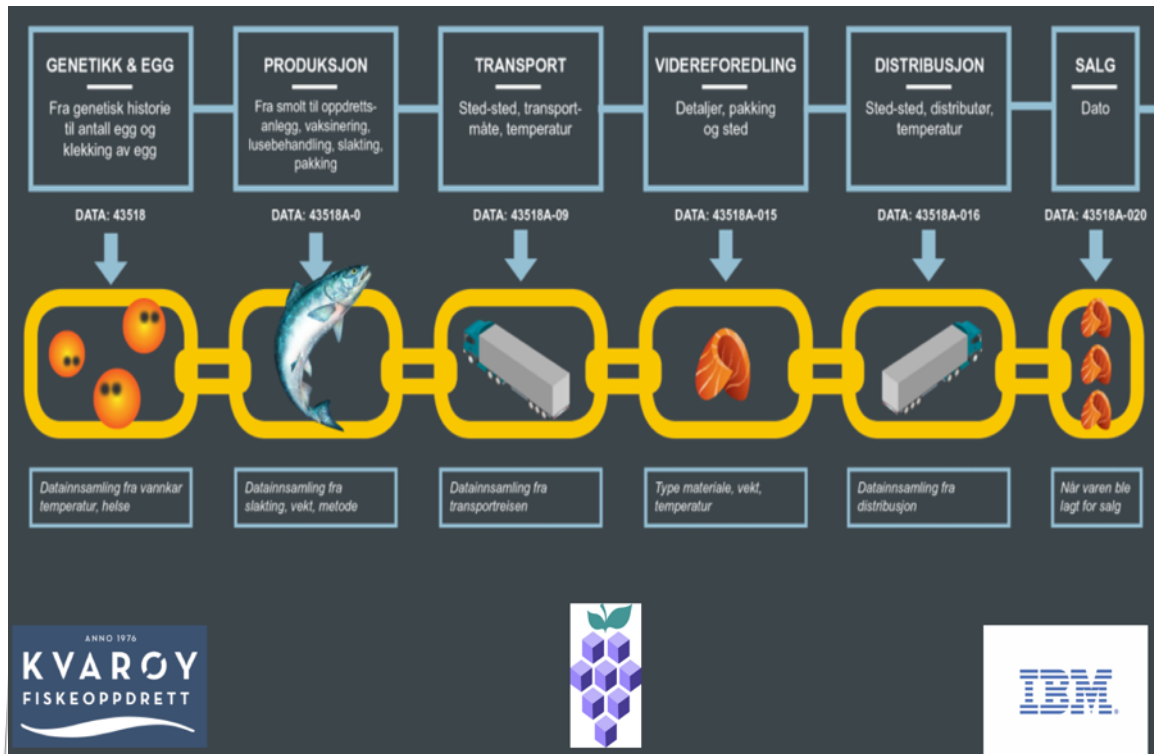 GENETIKK & EGG
Fra genetisk historie
til antall egg og
klekking av egg
PRODUKSJON
Fra smolt til oppdretts-
anlegg, vaksinering,
lusebehandling, slakting,
pakking
TRANSPORT
Sted-sted, transport-
måte, temperatur
VIDEREFOREDLING
Detaljer, pakking
og sted
DISTRIBUSJON
Sted-sted, distributør,
temperatur
SALG
Dato
DATA: 43518
DATA: 43518A-0
DATA: 43518A-09
DATA: 43518A-015
DATA: 43518A-016
DATA: 43518A-020
Datainnsamling fra vannkar
temperatur, helse
Datainnsamling fra
slakting, vekt, metode
Datainnsamling fra
transportreisen
Type materiale, vekt,
temperatur
Datainnsamling fra
distribusjon
Når varen ble
lagt for salg
ANNO 1976
KVARØY
FISKEOPPDRETT
IBM®